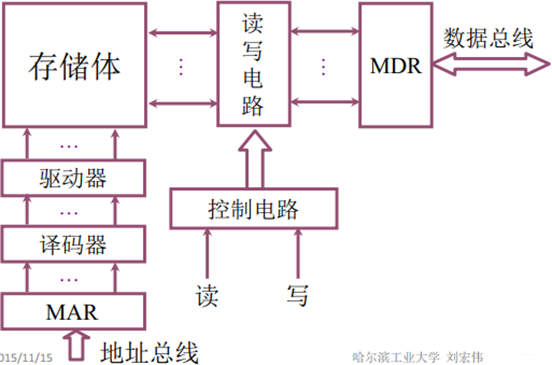 存储体
读写电路
MDR
数据总线
驱动器
控制电路
译码器
读
写
MAR
地址总线
015/11/15
哈尔滨工业大学 刘宏伟